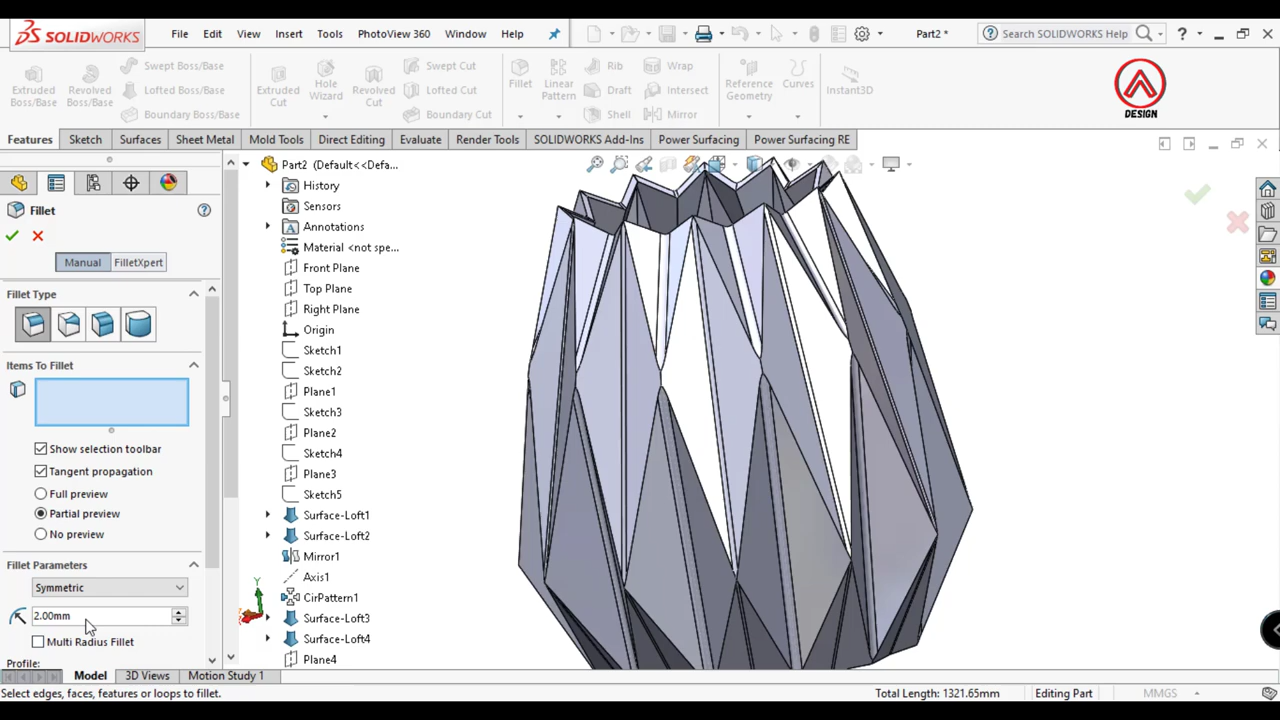 SOLIDWORKS File Edit View Insert Tools PhotoView 360 Window Help Part2 * Search SOLIDWORKS Help ?
Extruded Boss/Base
Revolved Boss/Base
Swept Boss/Base
Lofted Boss/Base
Boundary Boss/Base
Extruded Cut
Hole Wizard
Revolved Cut
Swept Cut
Lofted Cut
Boundary Cut
Fillet
Linear Pattern
Rib
Draft
Shell
Wrap
Intersect
Mirror
Reference Geometry
Curves
Instant3D
DESIGN
Features Sketch Surfaces Sheet Metal Mold Tools Direct Editing Evaluate Render Tools SOLIDWORKS Add-Ins Power Surfacing Power Surfacing RE
Fillet ?
Manual FilletXpert
Fillet Type
Items To Fillet
Show selection toolbar
Tangent propagation
Full preview
Partial preview
No preview
Fillet Parameters
Symmetric
2.00mm
Multi Radius Fillet
Profile:
Part2 (Default<<Defa...
History
Sensors
Annotations
Material <not spe...
Front Plane
Top Plane
Right Plane
Origin
Sketch1
Sketch2
Plane1
Sketch3
Plane2
Sketch4
Plane3
Sketch5
Surface-Loft1
Surface-Loft2
Mirror1
Axis1
CirPattern1
Surface-Loft3
Surface-Loft4
Plane4
Y
Model 3D Views Motion Study 1
Select edges, faces, features or loops to fillet. Total Length: 1321.65mm Editing Part MMGS